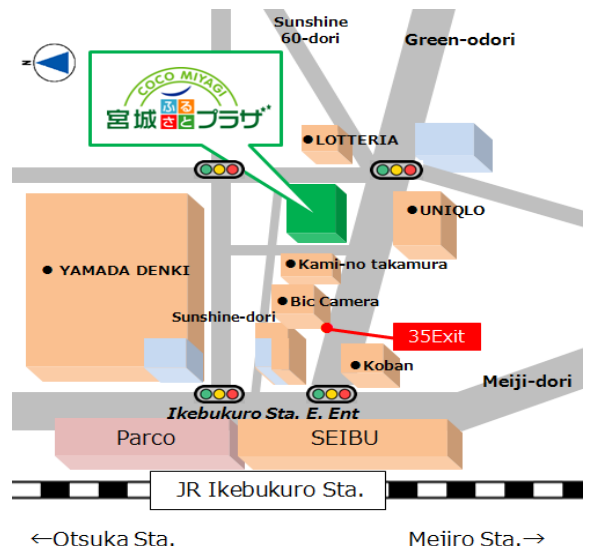 Sunshine
60-dori
Green-odori
N
COCO MIYAGI
宮城ふるさとプラザ
LOTTERIA
UNIQLO
YAMADA DENKI
Kami-no takamura
Bic Camera
Sunshine-dori
35Exit
Koban
Meiji-dori
Ikebukuro Sta. E. Ent
Parco
SEIBU
JR Ikebukuro Sta.
←Otsuka Sta.
Mejiro Sta.→